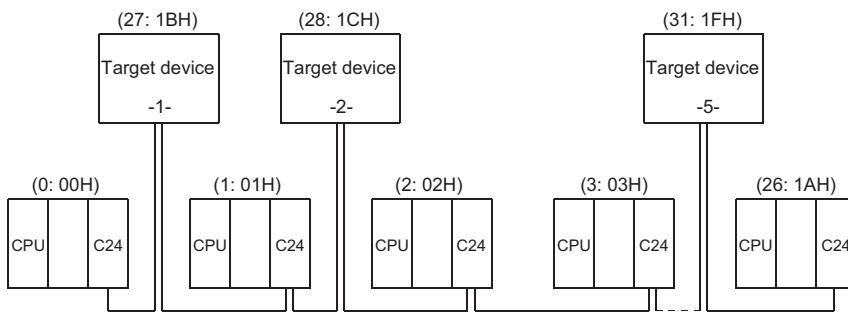 (27: 1BH) (28: 1CH) (31: 1FH)
Target device Target device Target device
-1- -2- -5-
(0: 00H) (1: 01H) (2: 02H) (3: 03H) (26: 1AH)
CPU C24 CPU C24 CPU C24 CPU C24 CPU C24